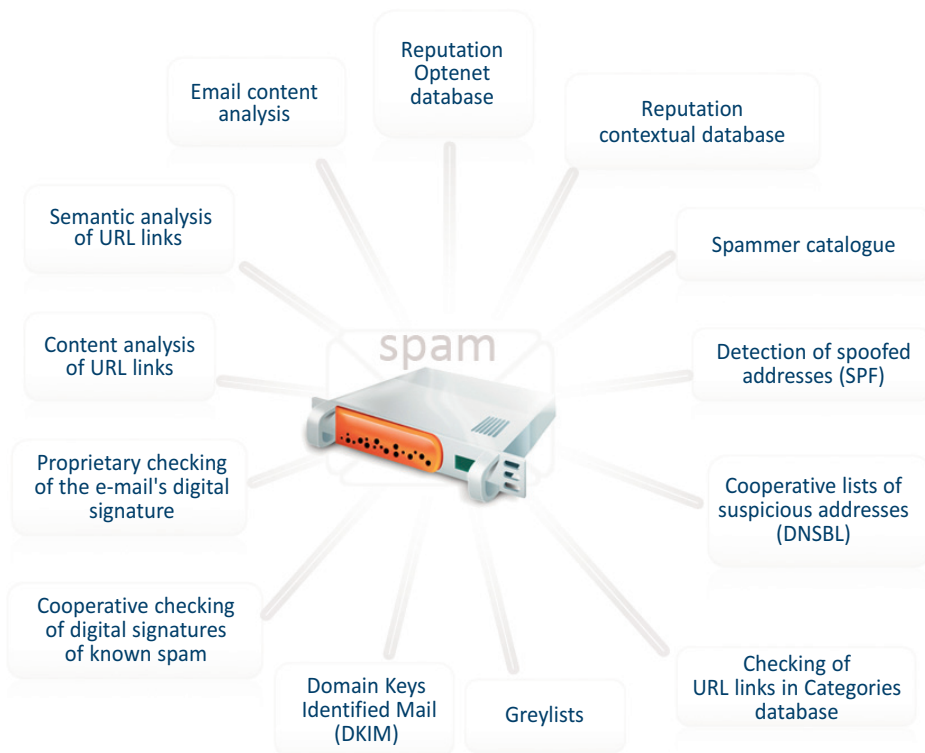 Reputation
Optenet
database
Email content
analysis
Reputation
contextual database
Semantic analysis
of URL links
Spammer catalogue
spam
Content analysis
of URL links
Detection of spoofed
addresses (SPF)
Proprietary checking
of the e-mail's digital
signature
Cooperative lists of
suspicious addresses
(DNSBL)
Cooperative checking
of digital signatures
of known spam
Domain Keys
Identified Mail
(DKIM)
Greylists
Checking of
URL links in Categories
database